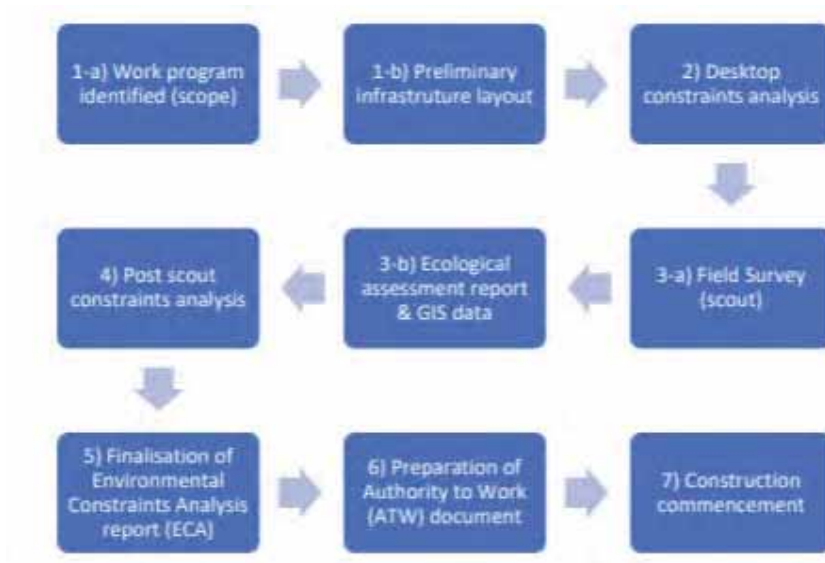 1-a) Work program
identified (scope)
1-b) Preliminary
infrastruture layout
2) Desktop
constraints analysis
3-a) Field Survey
(scout)
3-b) Ecological
assessment report
& GIS data
4) Post scout
constraints analysis
5) Finalisation of
Environmental
Constraints Analysis
report (ECA)
6) Preparation of
Authority to Work
(ATW) document
7) Construction
commencement